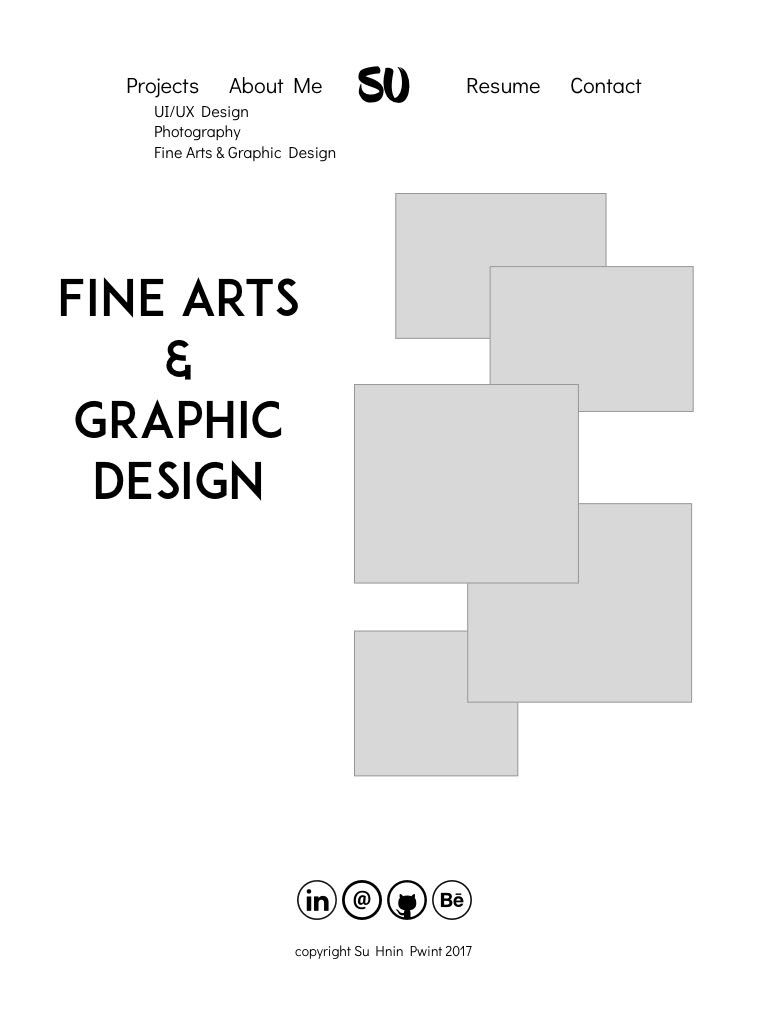 Projects About Me SU Resume Contact
UI/UX Design
Photography
Fine Arts & Graphic Design
FINE ARTS
&
GRAPHIC
DESIGN
in @ Bē
copyright Su Hnin Pwint 2017